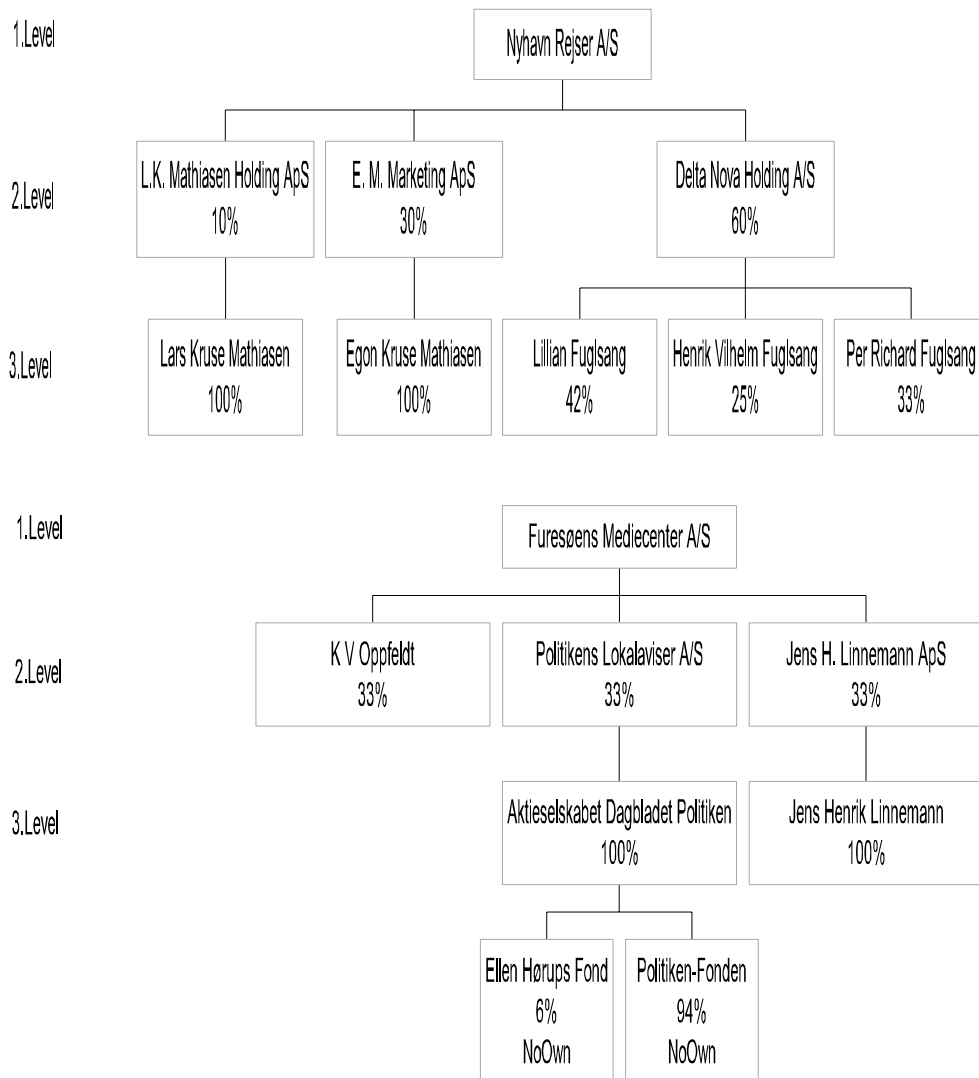 1.Level
Nyhavn Rejser A/S
2.Level
L.K. Mathiasen Holding ApS
10%
E. M. Marketing ApS
30%
Delta Nova Holding A/S
60%
3.Level
Lars Kruse Mathiasen
100%
Egon Kruse Mathiasen
100%
Lillian Fuglsang
42%
Henrik Vilhelm Fuglsang
25%
Per Richard Fuglsang
33%
1.Level
Furesøens Mediecenter A/S
2.Level
K V Oppfeldt
33%
Politikens Lokalaviser A/S
33%
Jens H. Linnemann ApS
33%
3.Level
Aktieselskabet Dagbladet Politiken
100%
Jens Henrik Linnemann
100%
Ellen Hørups Fond
6%
NoOwn
Politiken-Fonden
94%
NoOwn